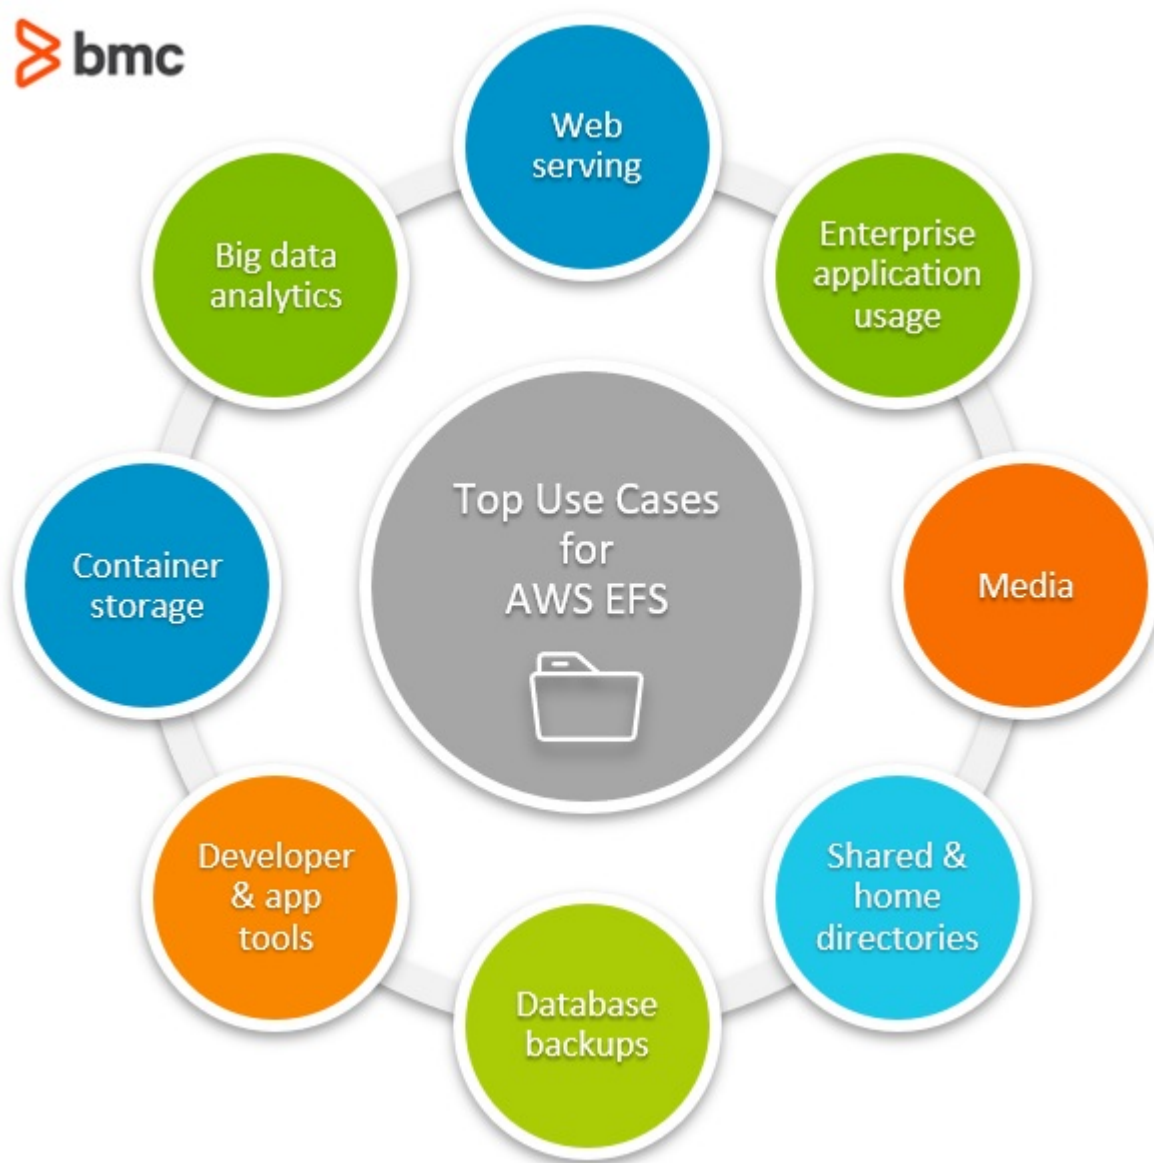 bmc
Web
serving
Enterprise
application
usage
Media
Shared &
home
directories
Database
backups
Developer
& app
tools
Container
storage
Big data
analytics
Top Use Cases
for
AWS EFS